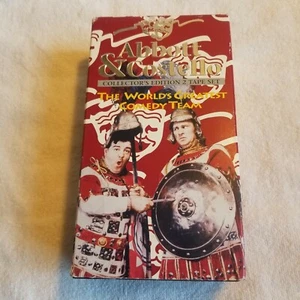 Abbott
& Costello
COLLECTOR'S EDITION 2 TAPE SET
THE WORLD'S GREATEST
COMEDY TEAM